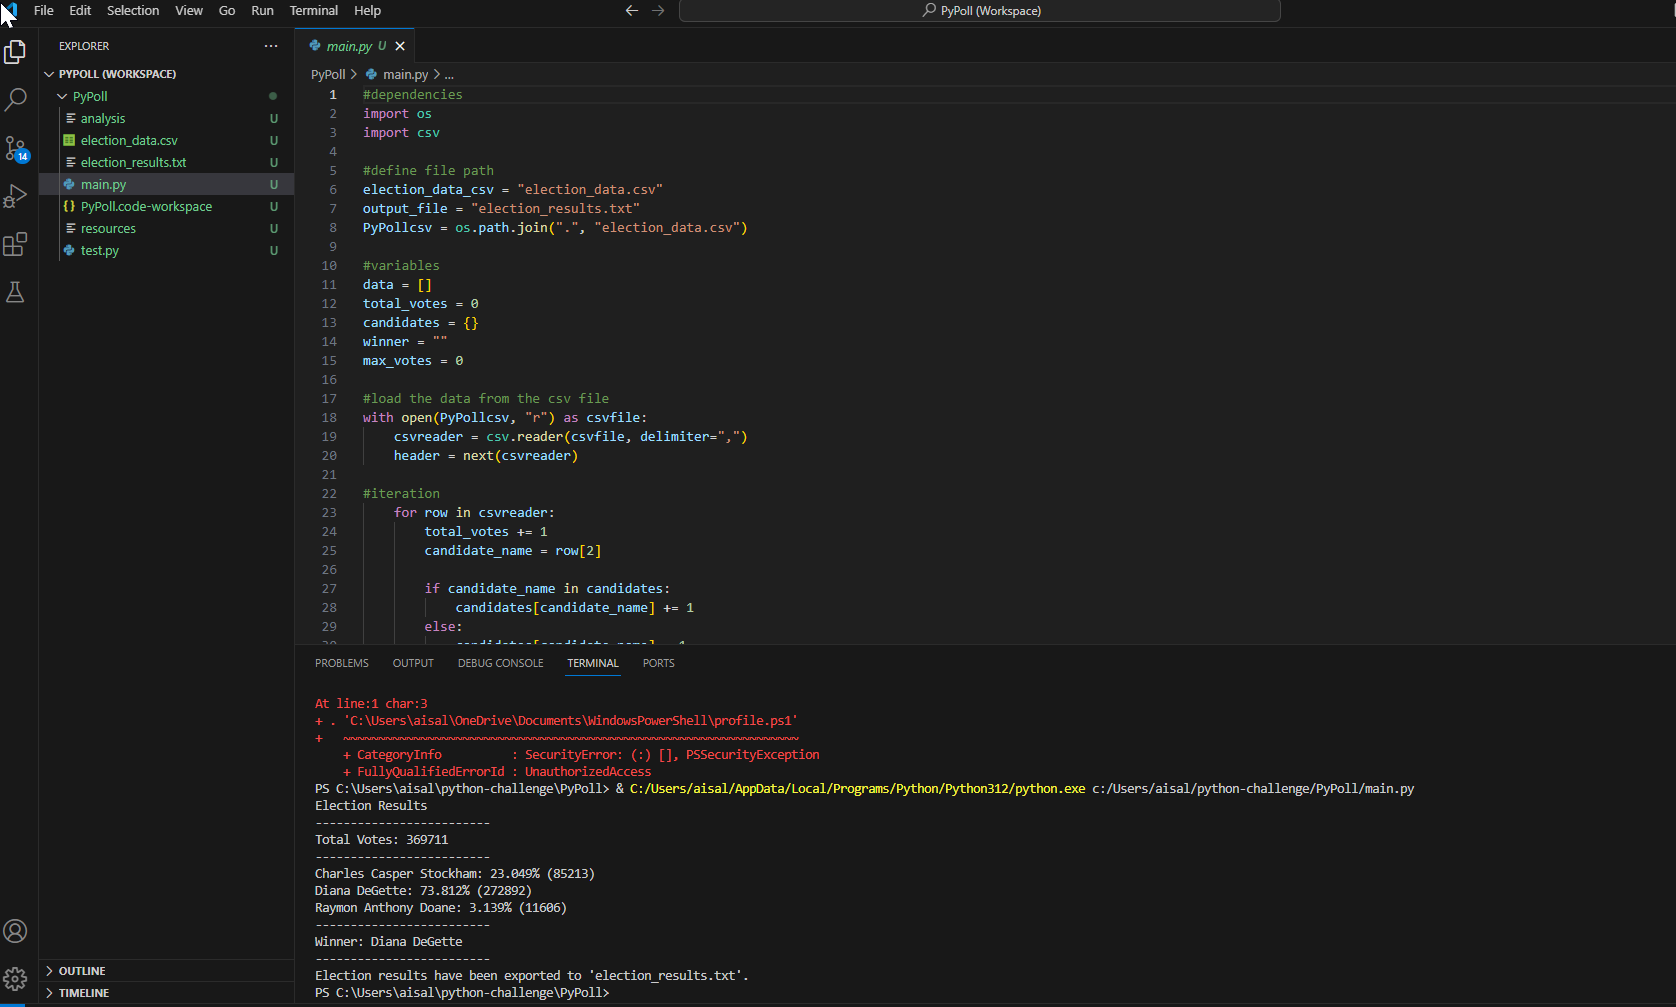 File Edit Selection View Go Run Terminal Help
PyPoll (Workspace)
EXPLORER
PYPOLL (WORKSPACE)
PyPoll
analysis U
election_data.csv U
election_results.txt U
main.py U
{} PyPoll.code-workspace U
resources U
test.py U
14
OUTLINE
TIMELINE
main.py U
PyPoll > main.py > ...
1 #dependencies
2 import os
3 import csv
4
5 #define file path
6 election_data_csv = "election_data.csv"
7 output_file = "election_results.txt"
8 PyPollcsv = os.path.join(".", "election_data.csv")
9
10 #variables
11 data = []
12 total_votes = 0
13 candidates = {}
14 winner = ""
15 max_votes = 0
16
17 #load the data from the csv file
18 with open(PyPollcsv, "r") as csvfile:
19 csvreader = csv.reader(csvfile, delimiter=",")
20 header = next(csvreader)
21
22 #iteration
23 for row in csvreader:
24 total_votes += 1
25 candidate_name = row[2]
26
27 if candidate_name in candidates:
28 candidates[candidate_name] += 1
29 else:
PROBLEMS OUTPUT DEBUG CONSOLE TERMINAL PORTS
At line:1 char:3
+ . 'C:\Users\aisal\OneDrive\Documents\WindowsPowerShell\profile.ps1'
+ ~~~~~~~~~~~~~~~~~~~~~~~~~~~~~~~~~~~~~~~~~~~~~~~~~~~~~~~~~~~~~~~~~
+ CategoryInfo : SecurityError: (:) [], PSSecurityException
+ FullyQualifiedErrorId : UnauthorizedAccess
PS C:\Users\aisal\python-challenge\PyPoll> & C:/Users/aisal/AppData/Local/Programs/Python/Python312/python.exe c:/Users/aisal/python-challenge/PyPoll/main.py
Election Results
-------------------------
Total Votes: 369711
-------------------------
Charles Casper Stockham: 23.049% (85213)
Diana DeGette: 73.812% (272892)
Raymon Anthony Doane: 3.139% (11606)
-------------------------
Winner: Diana DeGette
-------------------------
Election results have been exported to 'election_results.txt'.
PS C:\Users\aisal\python-challenge\PyPoll>